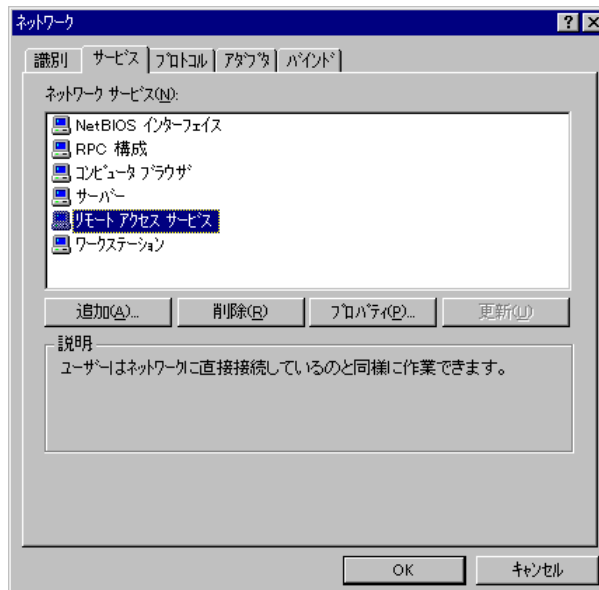 ネットワーク
識別 サービス プロトコル アダプタ バインド
ネットワーク サービス(N):
NetBIOS インターフェイス
RPC 構成
コンピュータ ブラウザ
サーバー
リモート アクセス サービス
ワークステーション
追加(A)... 削除(R) プロパティ(P)... 更新(U)
説明
ユーザーはネットワークに直接接続しているのと同様に作業できます。
OK キャンセル